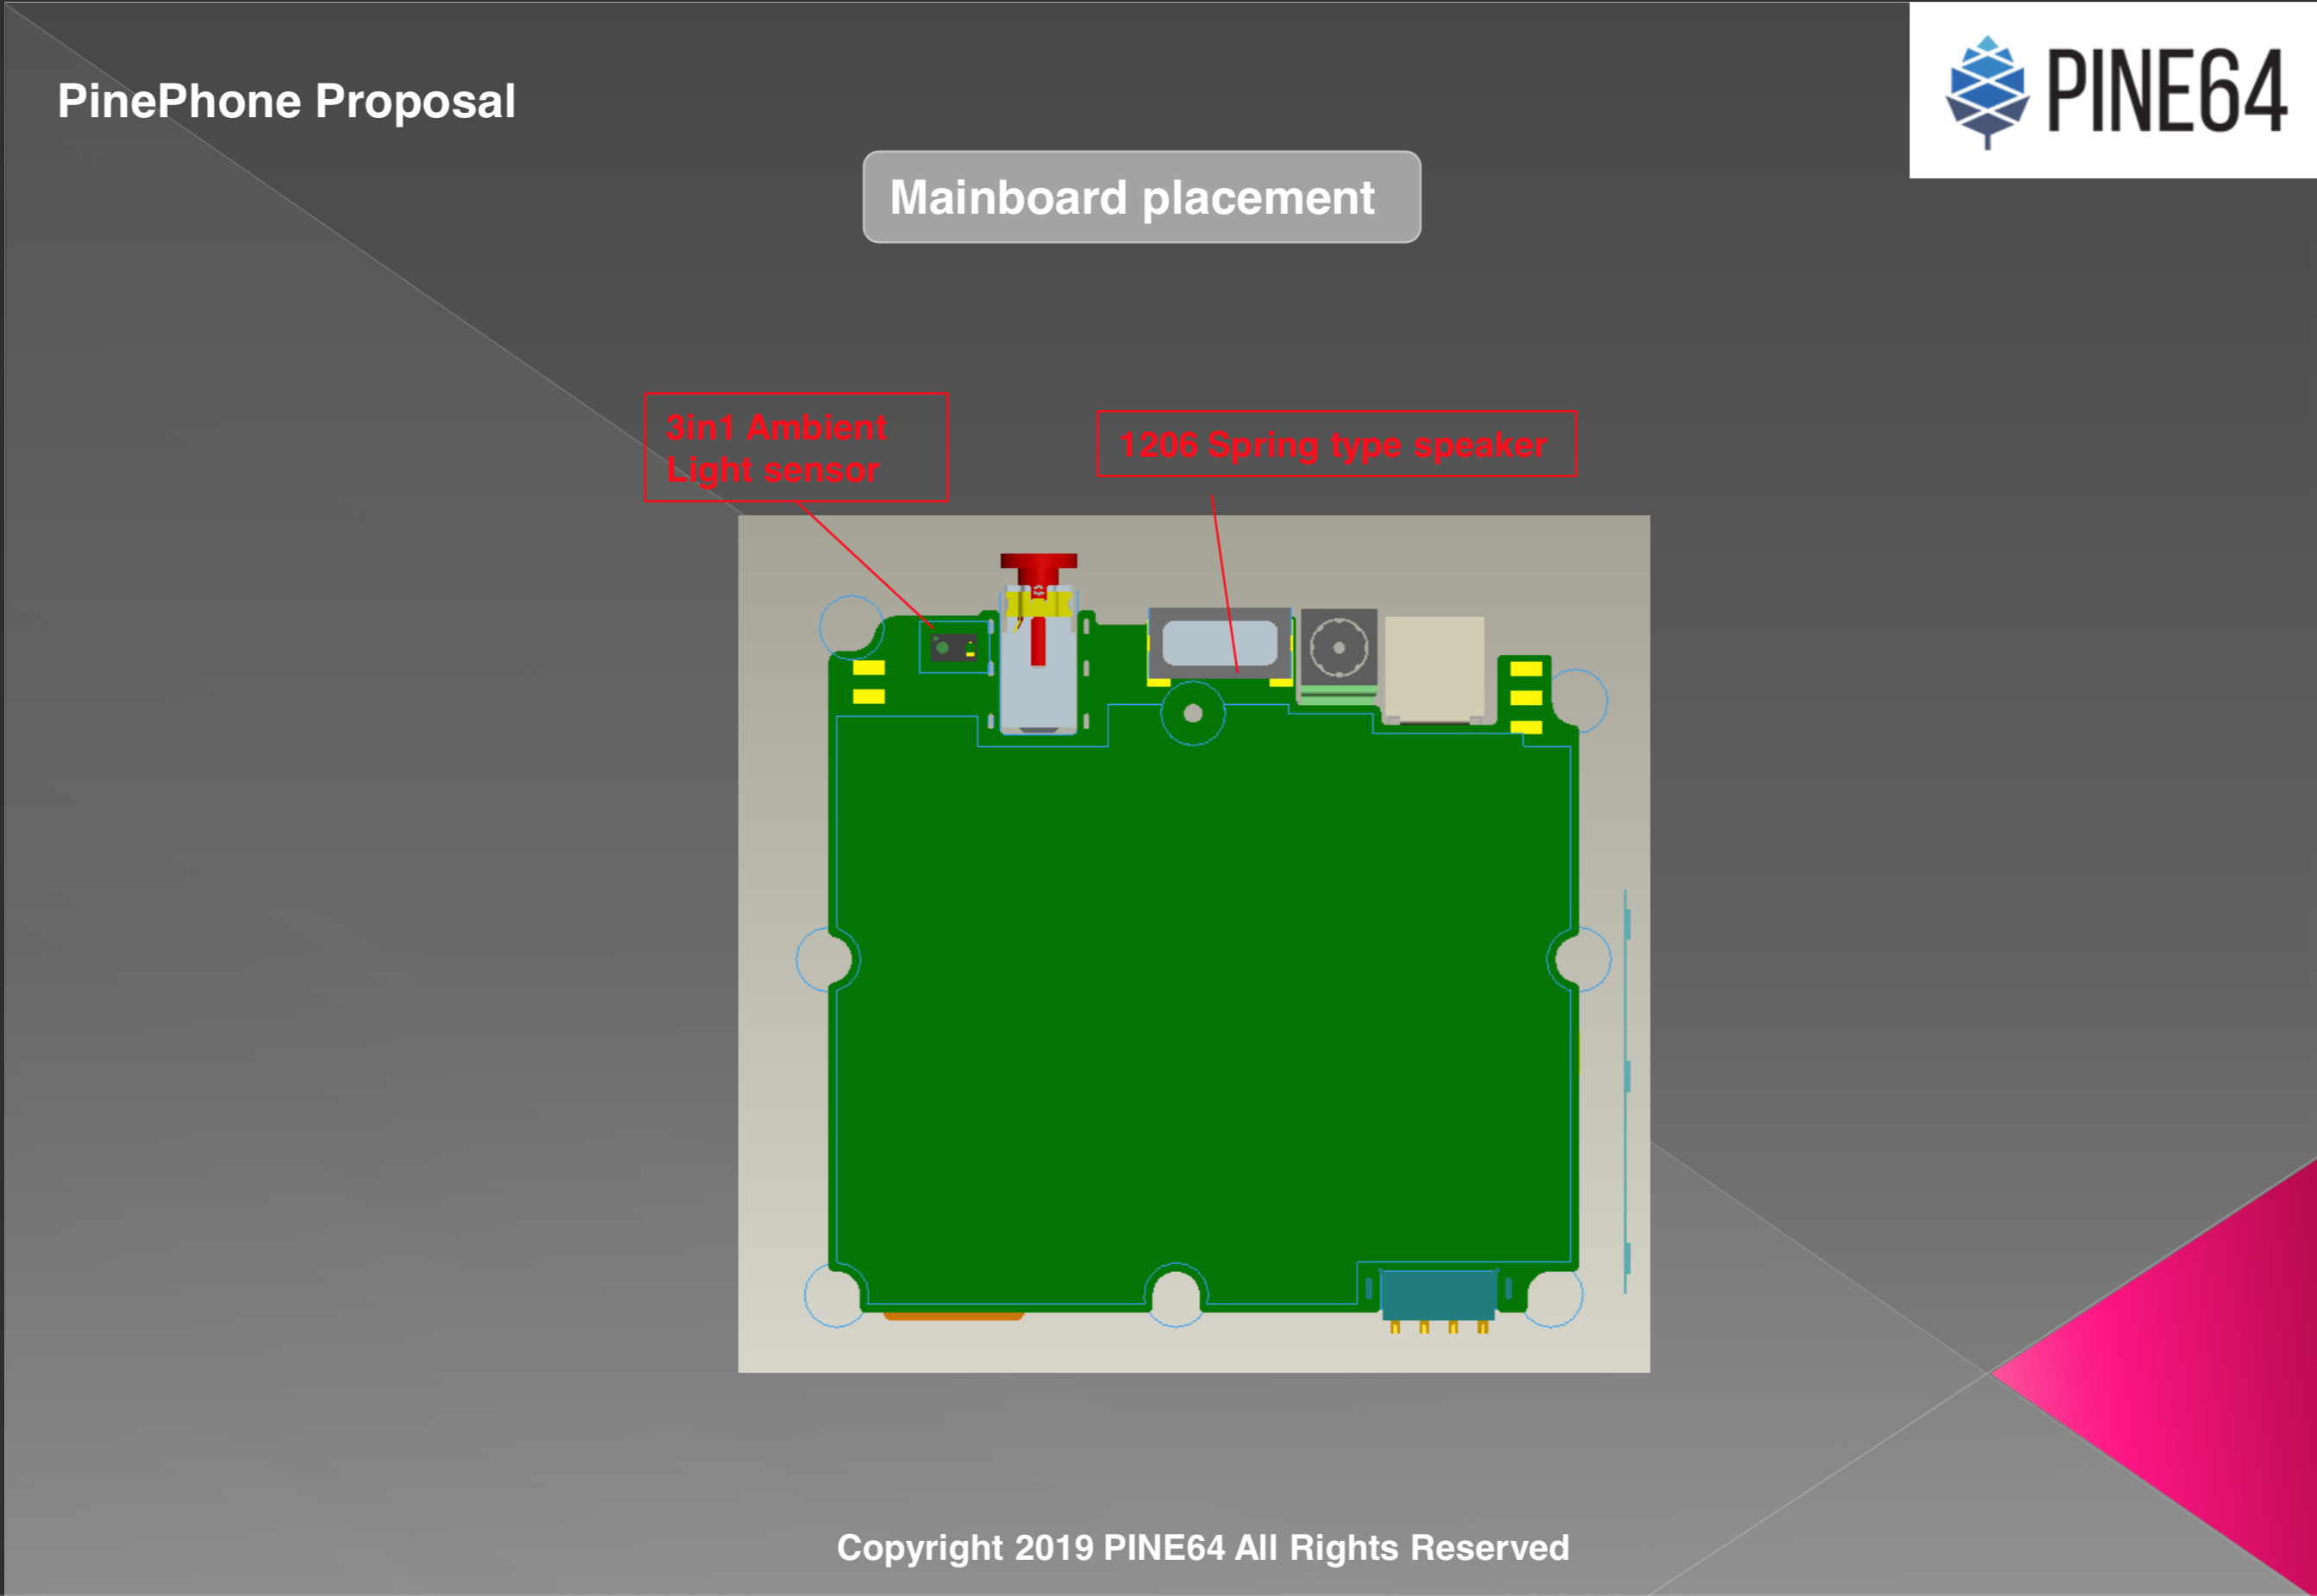 PinePhone Proposal
PINE64
Mainboard placement
3in1 Ambient
Light sensor
1206 Spring type speaker
Copyright 2019 PINE64 All Rights Reserved